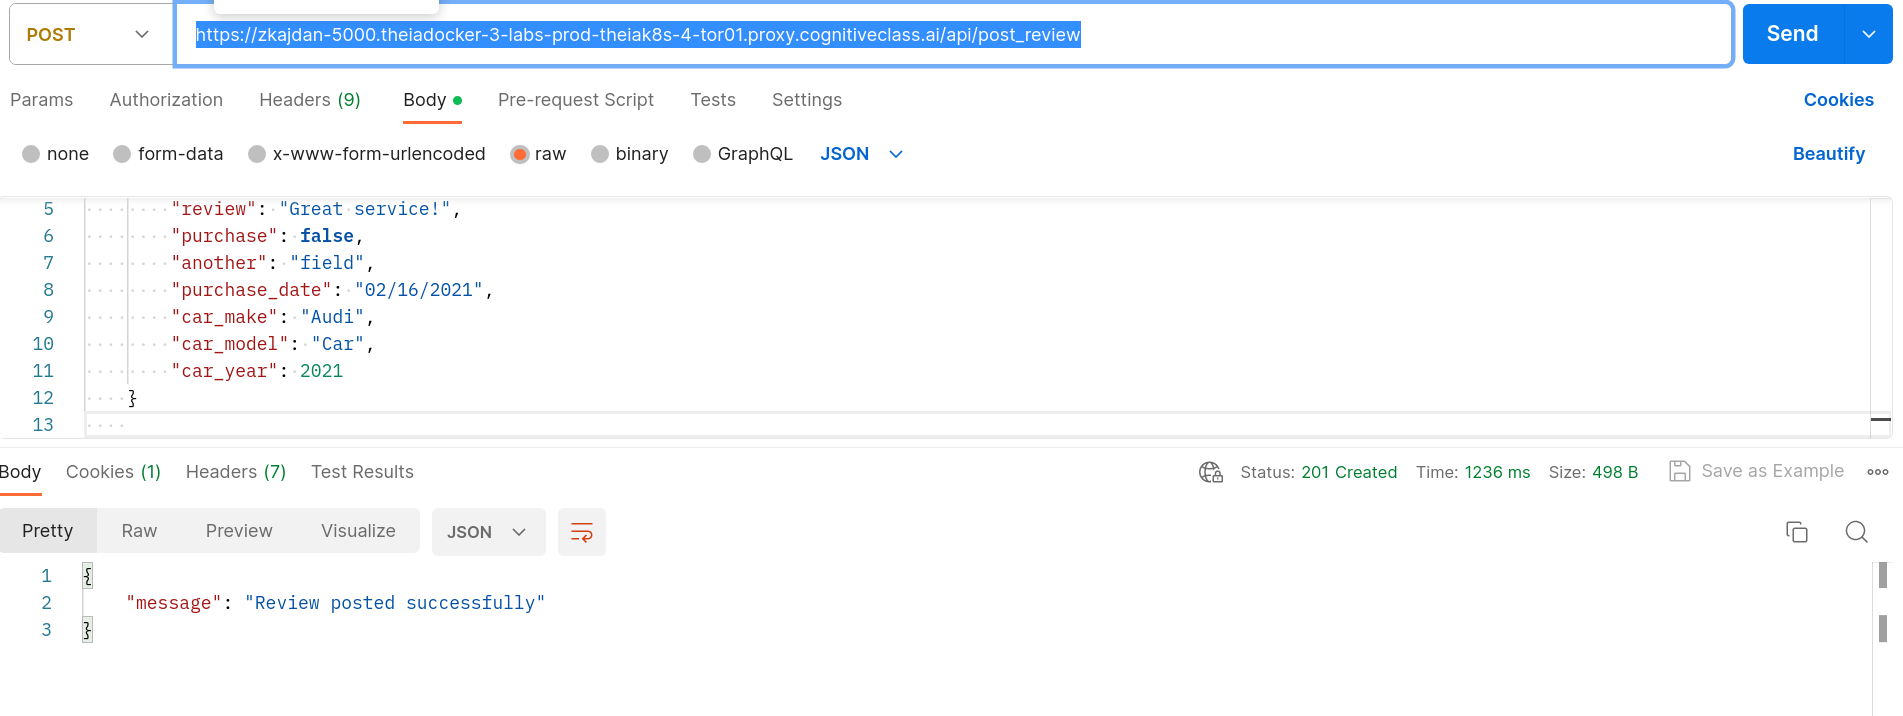 POST https://zkajdan-5000.theiadocker-3-labs-prod-theiak8s-4-tor01.proxy.cognitiveclass.ai/api/post_review Send
Params Authorization Headers (9) Body Pre-request Script Tests Settings Cookies
none form-data x-www-form-urlencoded raw binary GraphQL JSON Beautify
5 "review": "Great service!",
6 "purchase": false,
7 "another": "field",
8 "purchase_date": "02/16/2021",
9 "car_make": "Audi",
10 "car_model": "Car",
11 "car_year": 2021
12 }
13
Body Cookies (1) Headers (7) Test Results Status: 201 Created Time: 1236 ms Size: 498 B Save as Example
Pretty Raw Preview Visualize JSON
1 {
2 "message": "Review posted successfully"
3 }